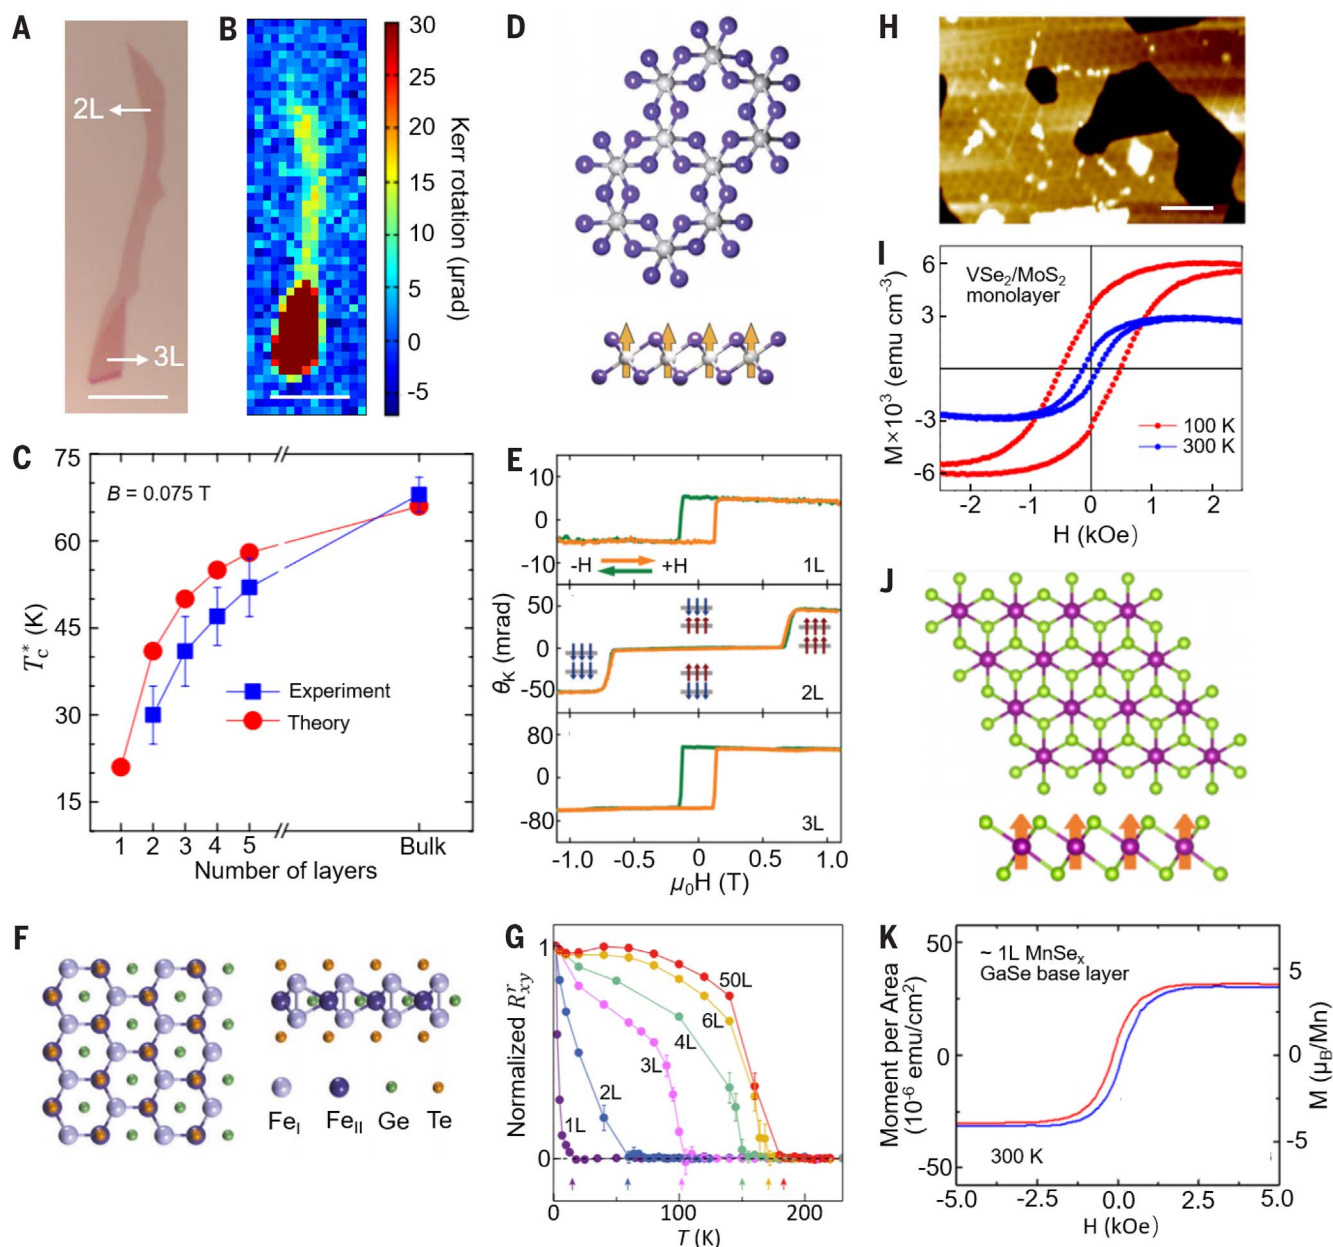 A
2L
3L
B
30
25
20
15
10
5
0
-5
Kerr rotation (µrad)
C
75
60
45
30
15
B = 0.075 T
Experiment
Theory
T_c* (K)
1 2 3 4 5 Bulk
Number of layers
D
E
10
0
-10
-H +H
1L
50
0
-50
2L
80
0
-80
3L
θ_K (mrad)
-1.0 -0.5 0 0.5 1.0
µ₀H (T)
F
Fe_I Fe_II Ge Te
G
1
0
50L
6L
4L
3L
2L
1L
Normalized R^r_xy
0 100 200
T (K)
H
I
6
3
-3
-6
VSe₂/MoS₂
monolayer
100 K
300 K
M×10³ (emu cm⁻³)
-2 -1 0 1 2
H (kOe)
J
K
50
0
-50
~ 1L MnSeₓ
GaSe base layer
300 K
Moment per Area
(10⁻⁶ emu/cm²)
5
0
-5
M (µ_B/Mn)
-5.0 -2.5 0.0 2.5 5.0
H (kOe)